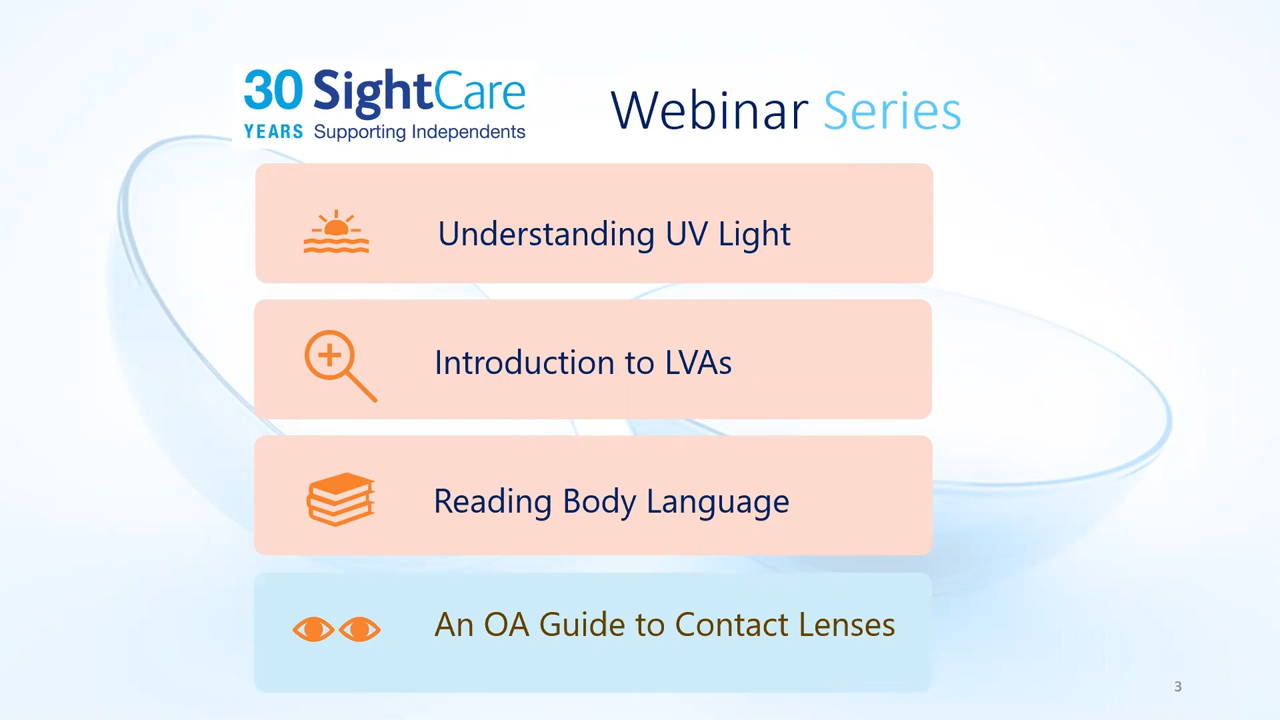 30 SightCare
YEARS Supporting Independents
Webinar Series
Understanding UV Light
Introduction to LVAs
Reading Body Language
An OA Guide to Contact Lenses
3